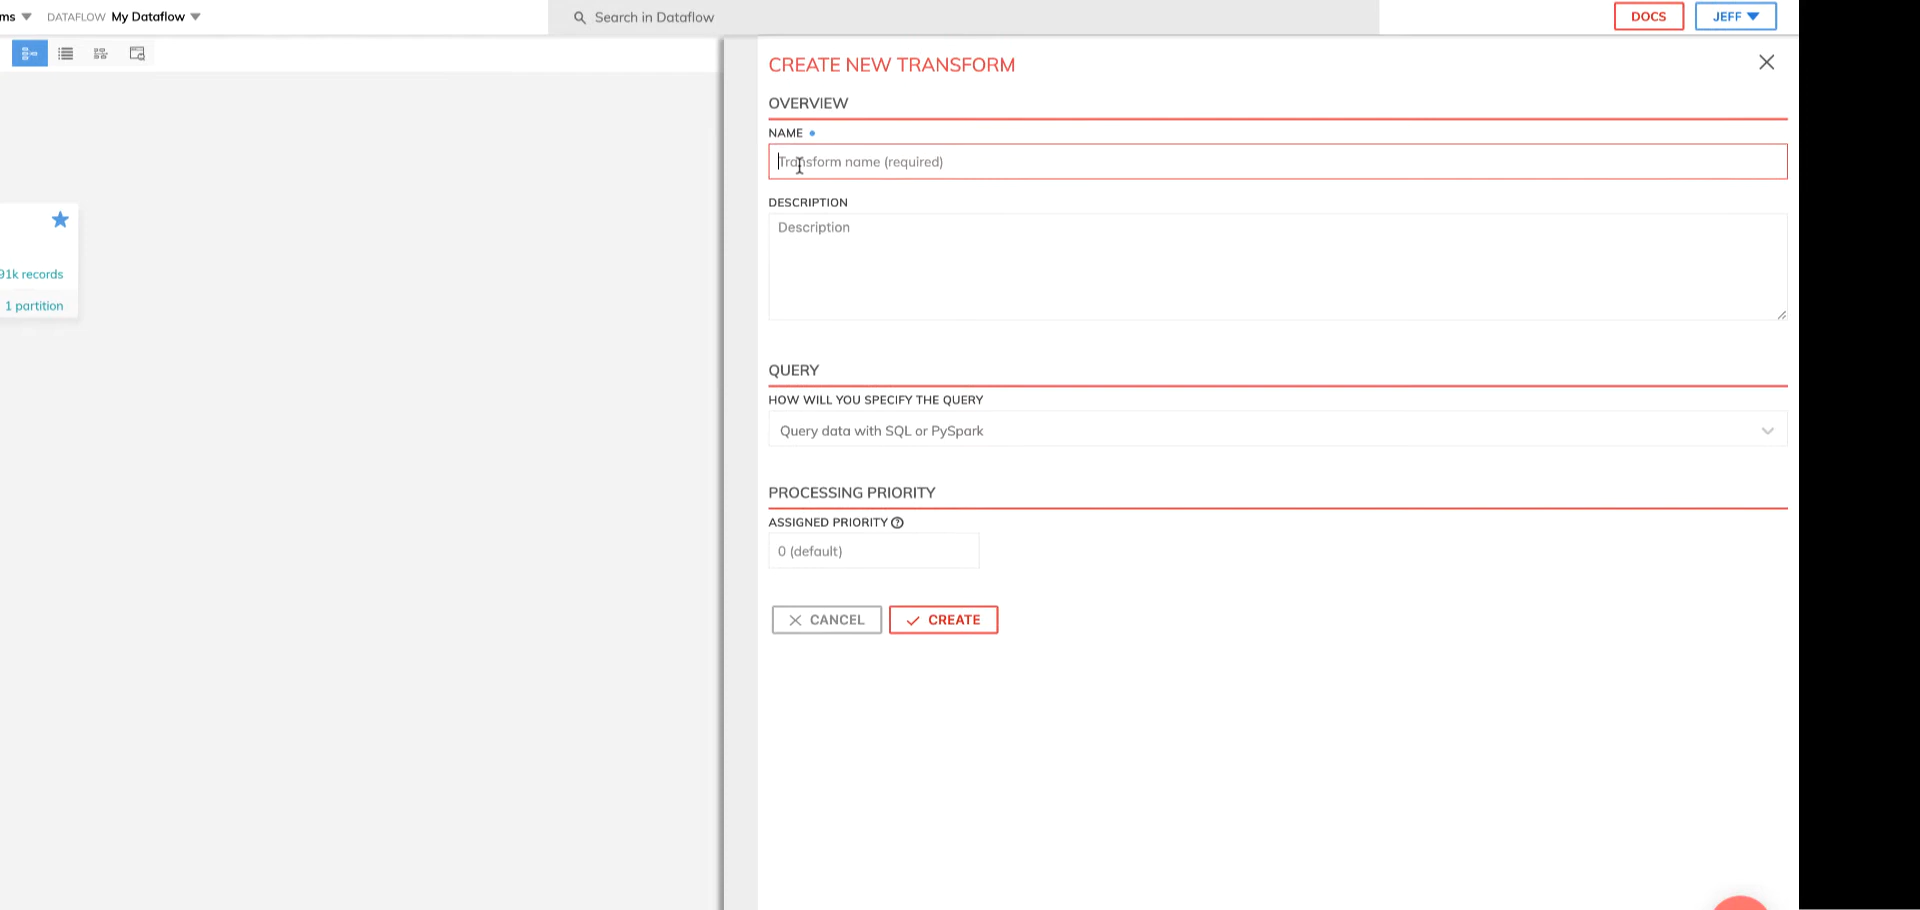 ms
DATAFLOW My Dataflow
Search in Dataflow
DOCS
JEFF
91k records
1 partition
CREATE NEW TRANSFORM
OVERVIEW
NAME
Transform name (required)
DESCRIPTION
Description
QUERY
HOW WILL YOU SPECIFY THE QUERY
Query data with SQL or PySpark
PROCESSING PRIORITY
ASSIGNED PRIORITY
0 (default)
CANCEL
CREATE